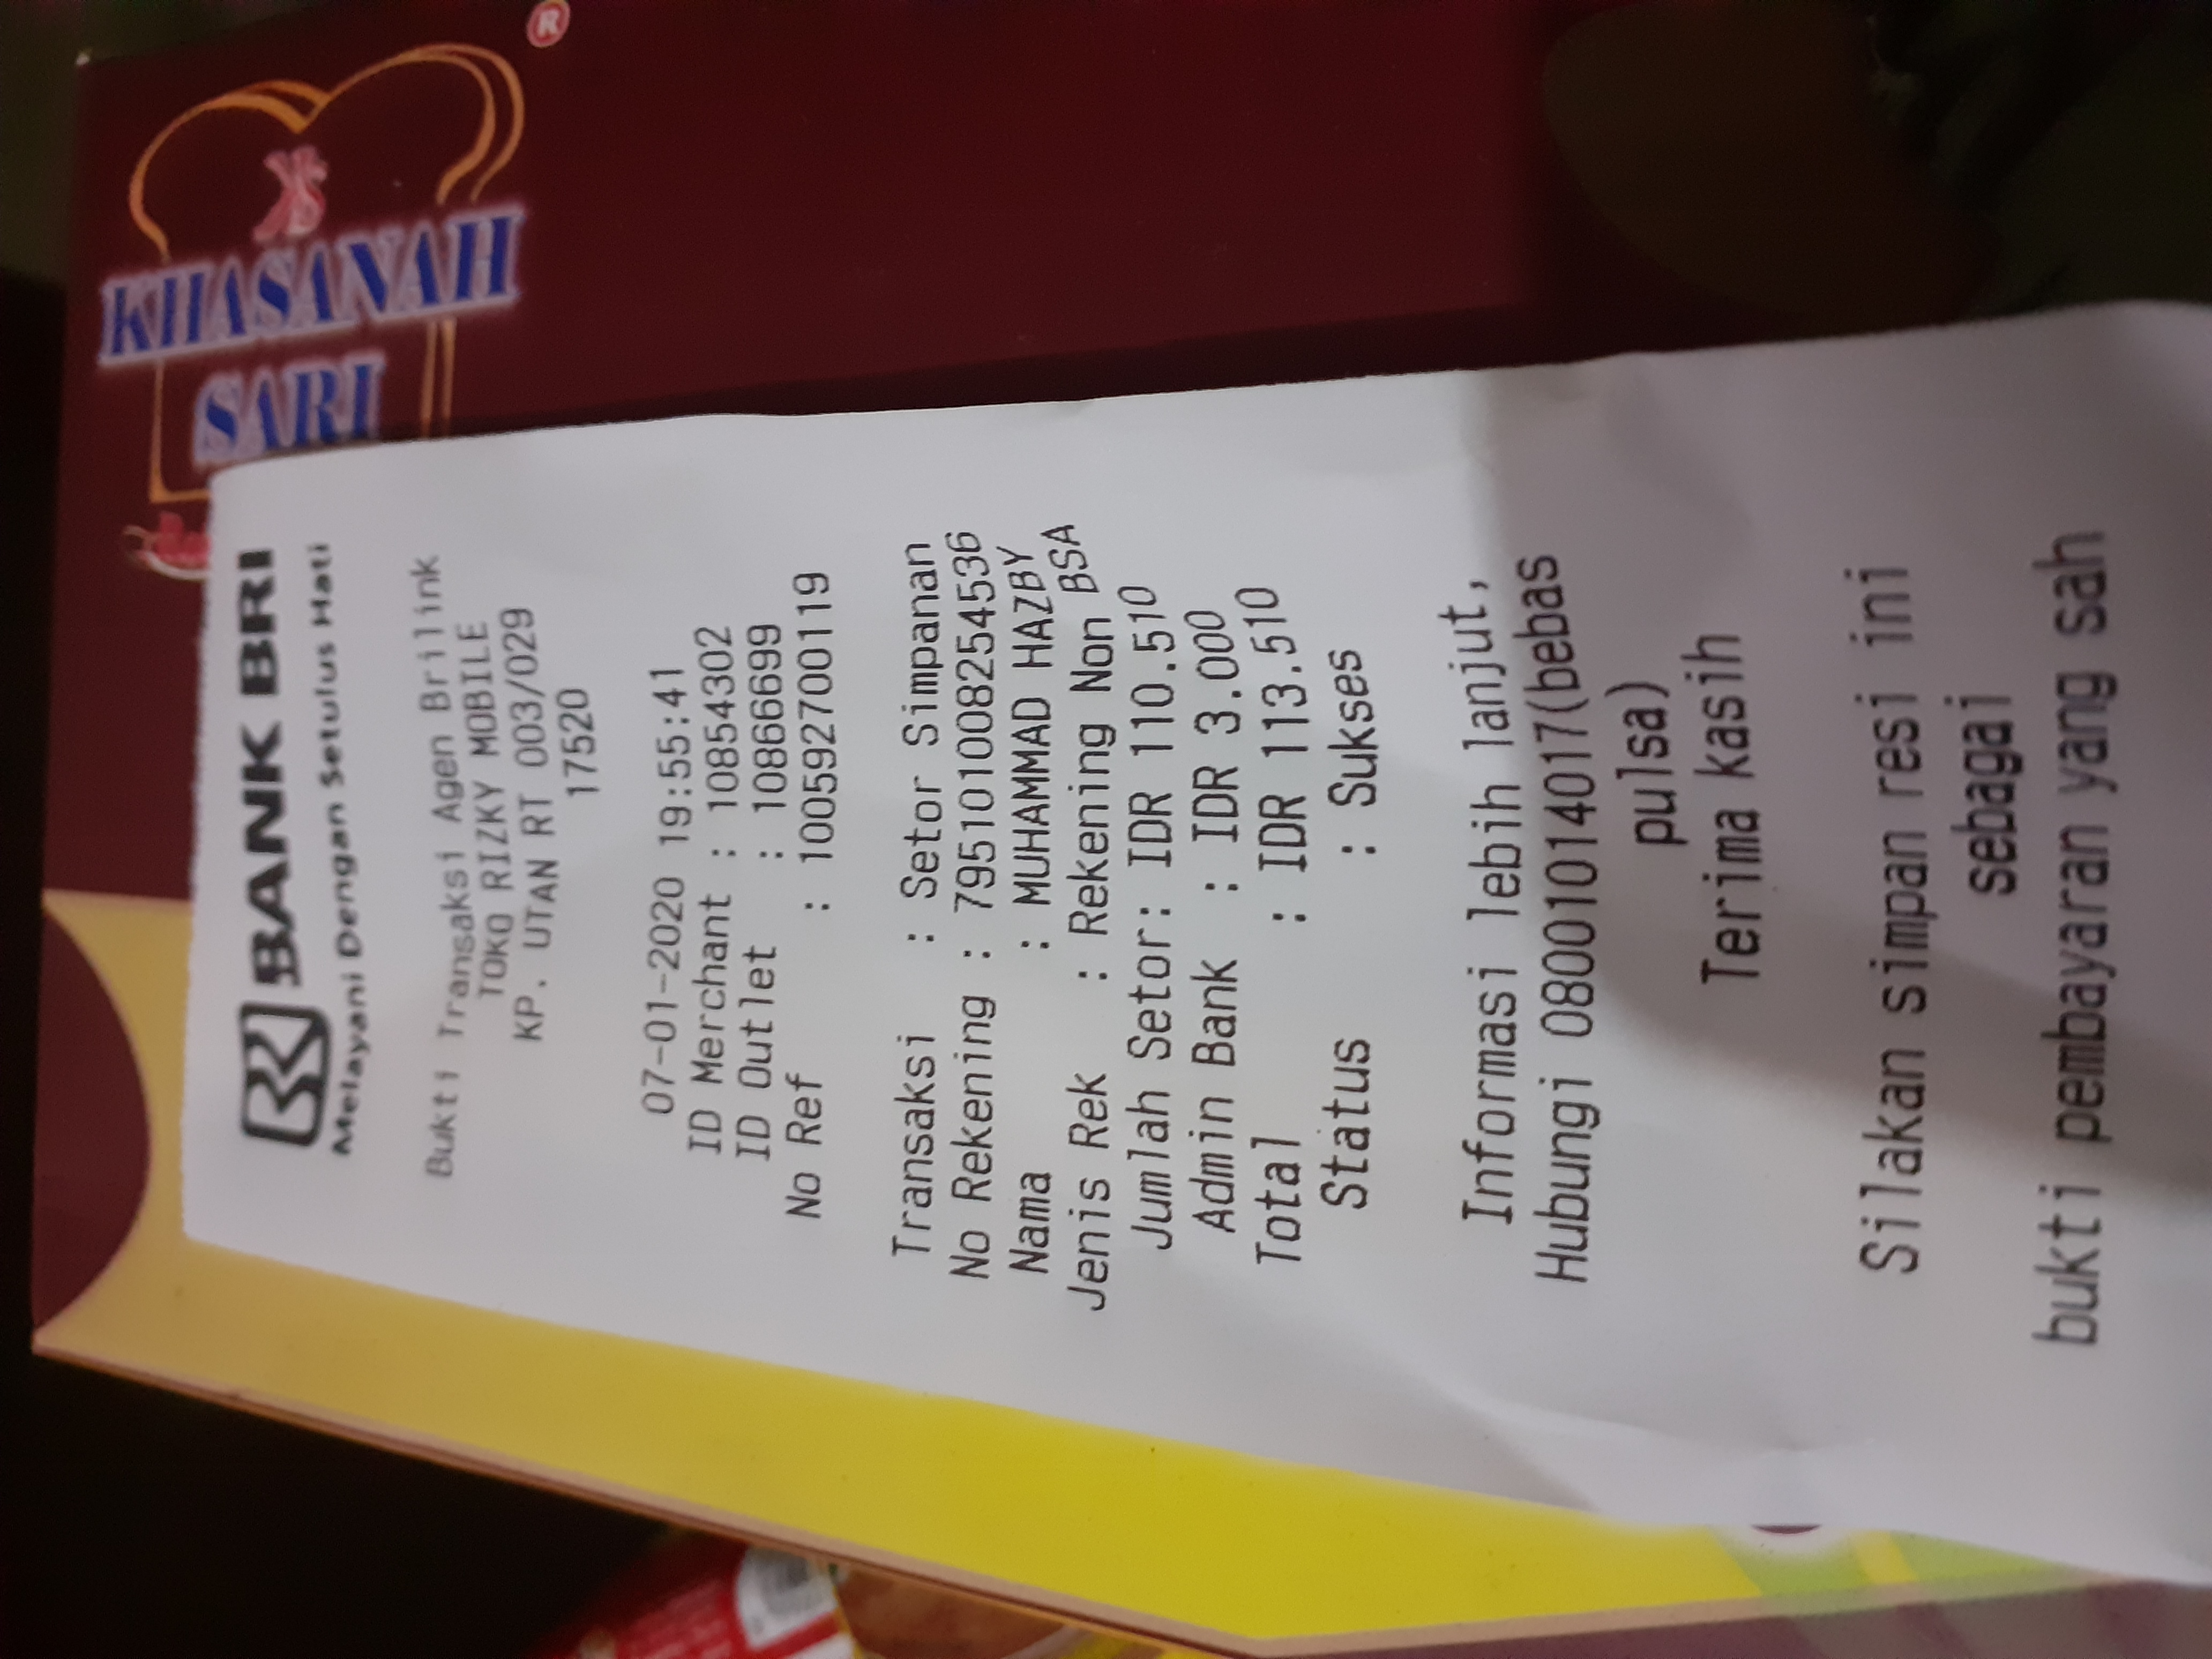 BANK BRI
Melayani Dengan Setulus Hati
Bukti Transaksi Agen Brilink
TOKO RIZKY MOBILE
KP. UTAN RT 003/029
17520
07-01-2020 19:55:41
ID Merchant : 10854302
ID Outlet : 10866699
No Ref : 100592700119
Transaksi : Setor Simpanan
No Rekening : 795101008254536
Nama : MUHAMMAD HAZBY
Jenis Rek : Rekening Non BSA
Jumlah Setor: IDR 110.510
Admin Bank : IDR 3.000
Total : IDR 113.510
Status : Sukses
Informasi lebih lanjut,
Hubungi 08001014017(bebas
pulsa)
Terima kasih
Silakan simpan resi ini
sebagai
bukti pembayaran yang sah
KHASANAH
SARI
®